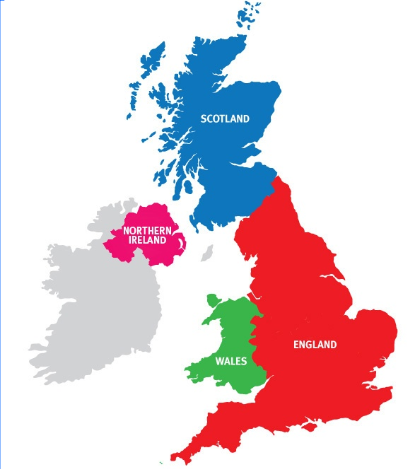 SCOTLAND
NORTHERN
IRELAND
WALES
ENGLAND